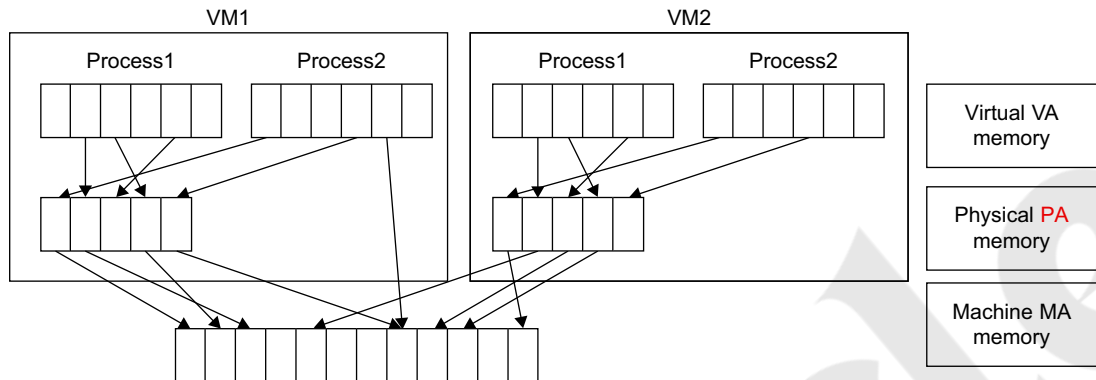 VM1
VM2
Process1
Process2
Process1
Process2
Virtual VA
memory
Physical PA
memory
Machine MA
memory